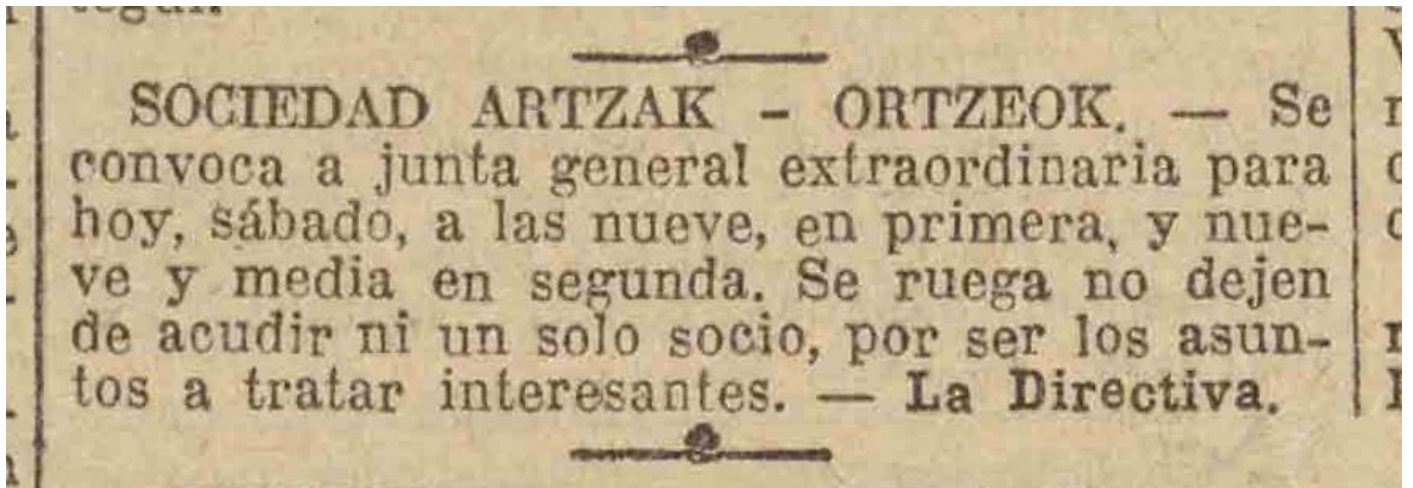 SOCIEDAD ARTZAK - ORTZEOK. — Se
convoca a junta general extraordinaria para
hoy, sábado, a las nueve, en primera, y nue-
ve y media en segunda. Se ruega no dejen
de acudir ni un solo socio, por ser los asun-
tos a tratar interesantes. — La Directiva.